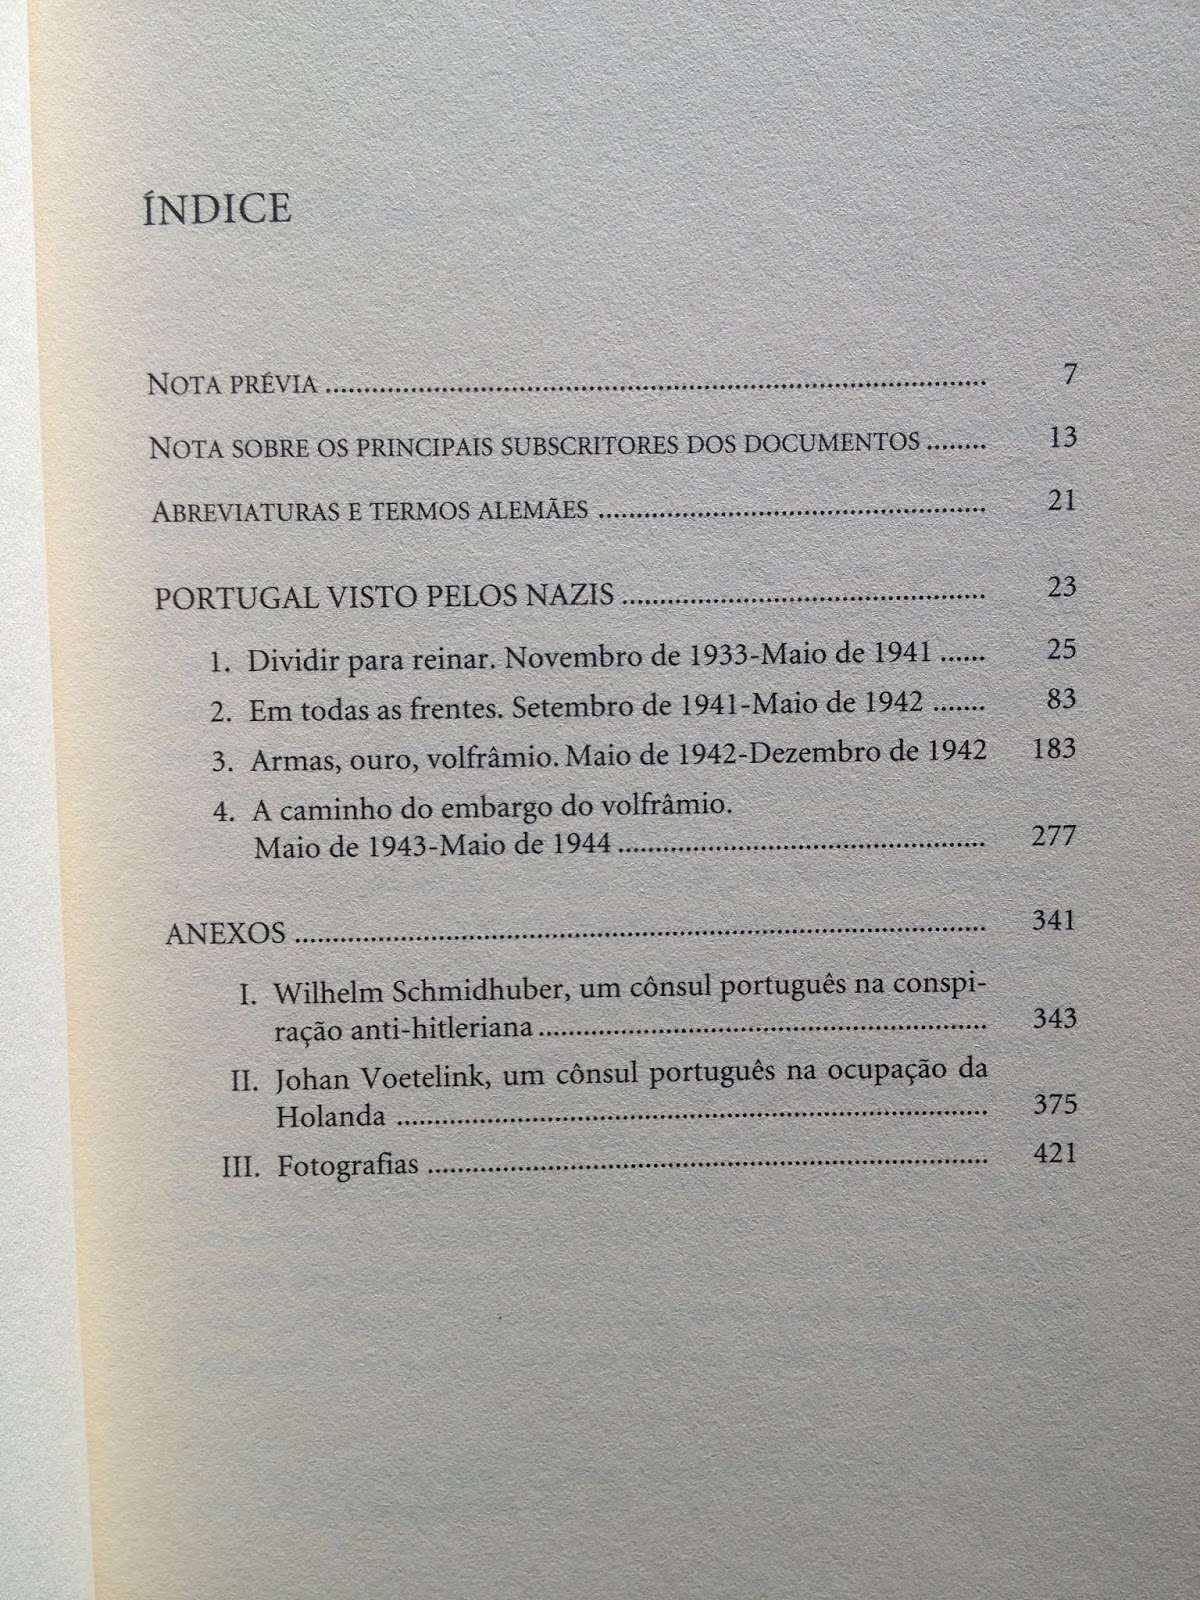 ÍNDICE
NOTA PRÉVIA ........ 7
NOTA SOBRE OS PRINCIPAIS SUBSCRITORES DOS DOCUMENTOS ........ 13
ABREVIATURAS E TERMOS ALEMÃES ........ 21
PORTUGAL VISTO PELOS NAZIS ........ 23
1. Dividir para reinar. Novembro de 1933-Maio de 1941 ...... 25
2. Em todas as frentes. Setembro de 1941-Maio de 1942 ....... 83
3. Armas, ouro, volfrâmio. Maio de 1942-Dezembro de 1942 183
4. A caminho do embargo do volfrâmio.
Maio de 1943-Maio de 1944 ........ 277
ANEXOS ........ 341
I. Wilhelm Schmidhuber, um cônsul português na conspi-
ração anti-hitleriana ........ 343
II. Johan Voetelink, um cônsul português na ocupação da
Holanda ........ 375
III. Fotografias ........ 421